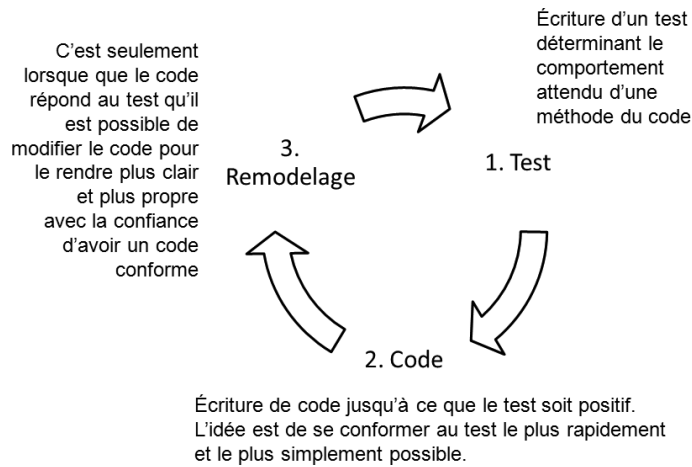 Écriture d'un test
déterminant le
comportement
attendu d'une
méthode du code
1. Test
2. Code
Écriture de code jusqu'à ce que le test soit positif.
L'idée est de se conformer au test le plus rapidement
et le plus simplement possible.
3.
Remodelage
C'est seulement
lorsque que le code
répond au test qu'il
est possible de
modifier le code pour
le rendre plus clair
et plus propre
avec la confiance
d'avoir un code
conforme